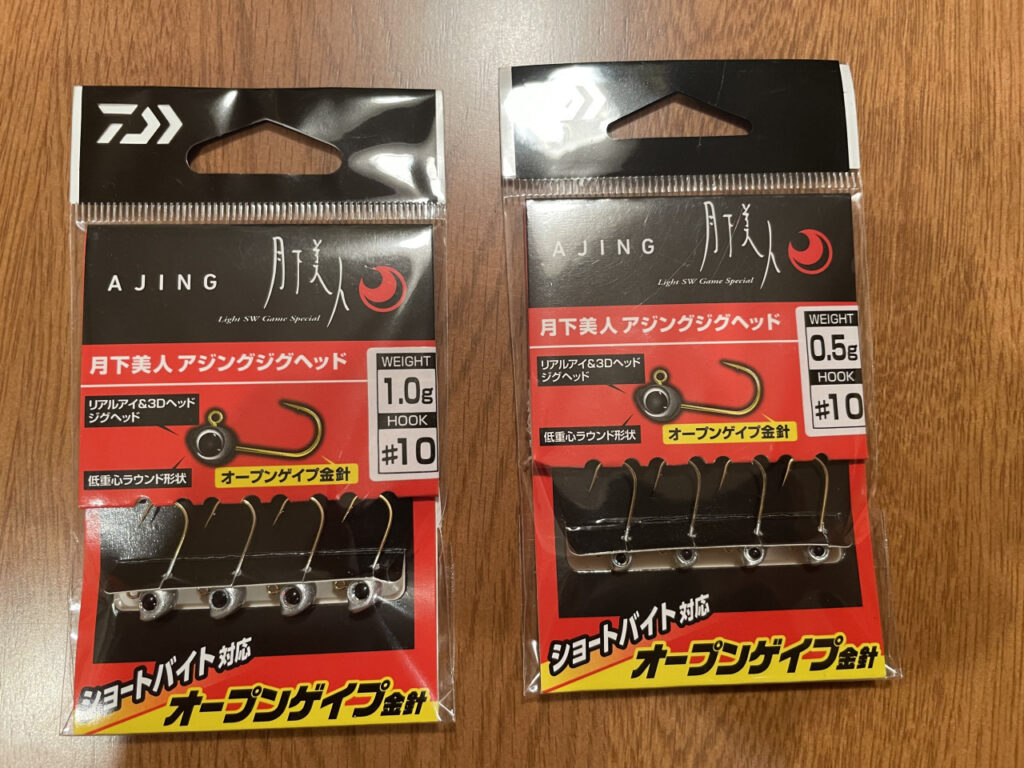 AJING
月下美人
Light SW Game Special
月下美人 アジングジグヘッド
WEIGHT
1.0g
HOOK
#10
リアルアイ&3Dヘッド
ジグヘッド
低重心ラウンド形状
オープンゲイプ金針
ショートバイト対応
オープンゲイプ金針
AJING
月下美人
Light SW Game Special
月下美人 アジングジグヘッド
WEIGHT
0.5g
HOOK
#10
リアルアイ&3Dヘッド
ジグヘッド
低重心ラウンド形状
オープンゲイプ金針
ショートバイト対応
オープンゲイプ金針